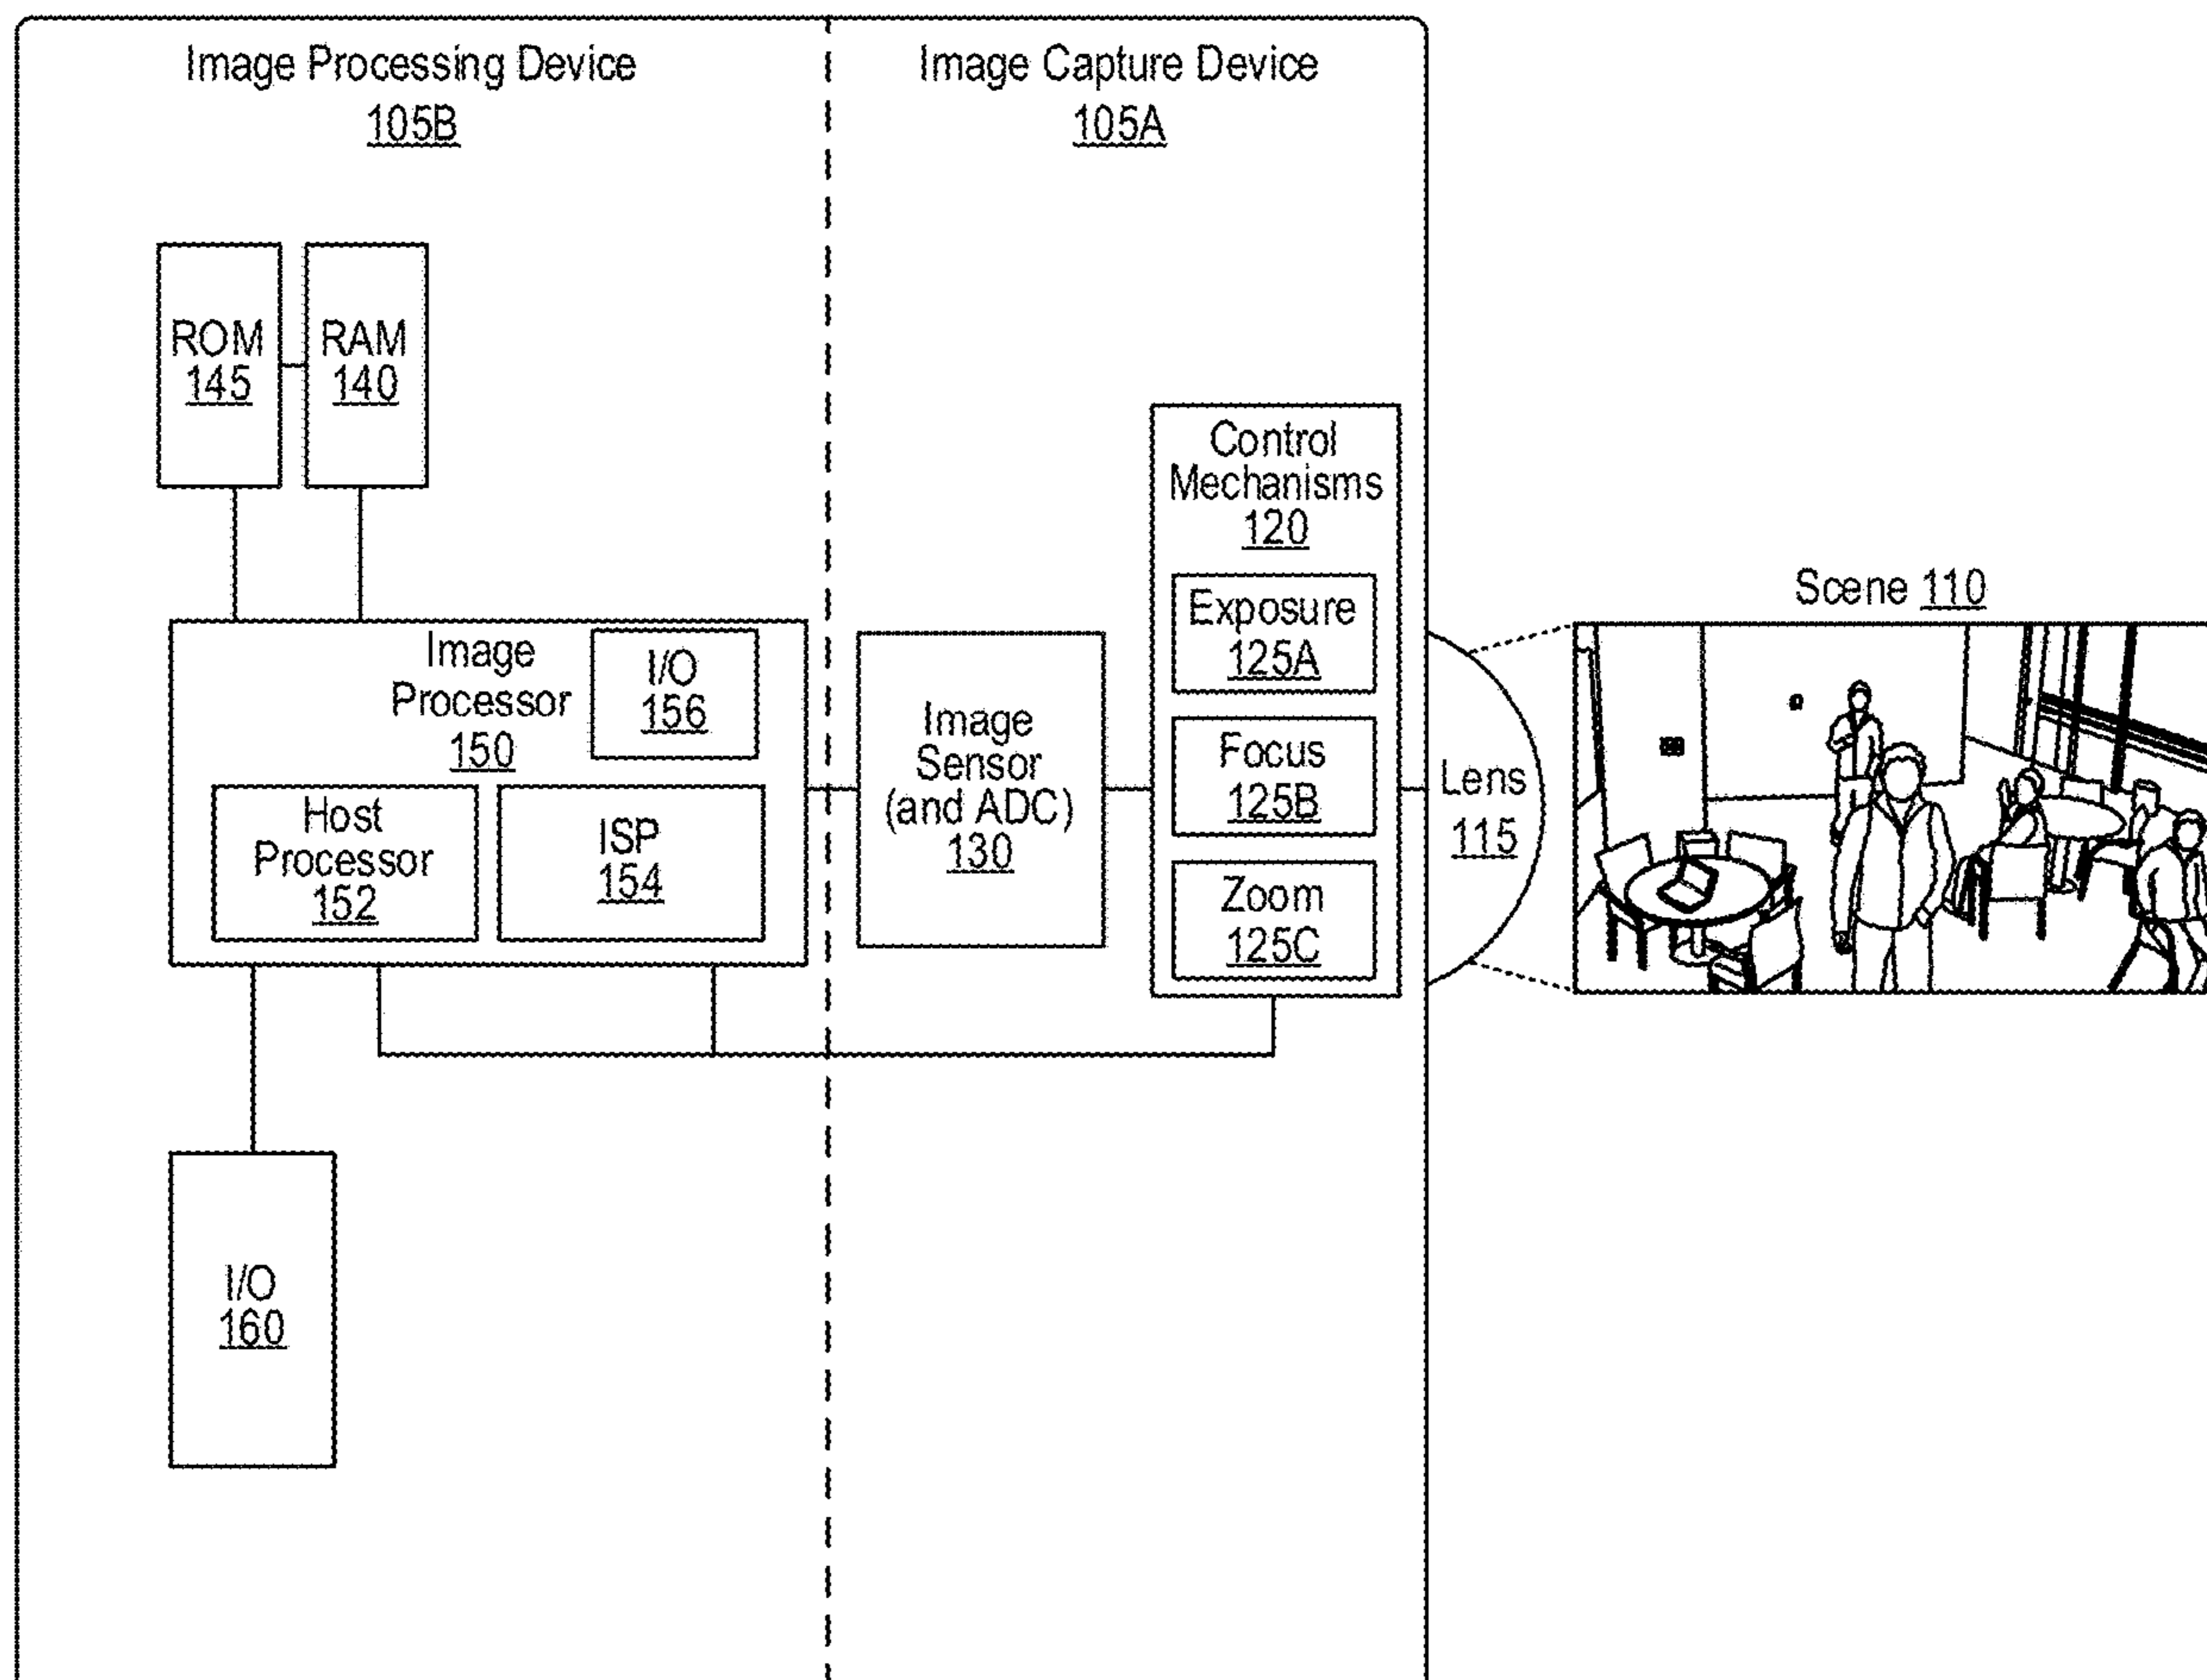 Image Processing Device
105B
Image Capture Device
105A
ROM
145
RAM
140
Control
Mechanisms
120
Exposure
125A
Focus
125B
Zoom
125C
Scene 110
Image
Processor
150
I/O
156
Host
Processor
152
ISP
154
Image
Sensor
(and ADC)
130
Lens
115
I/O
160